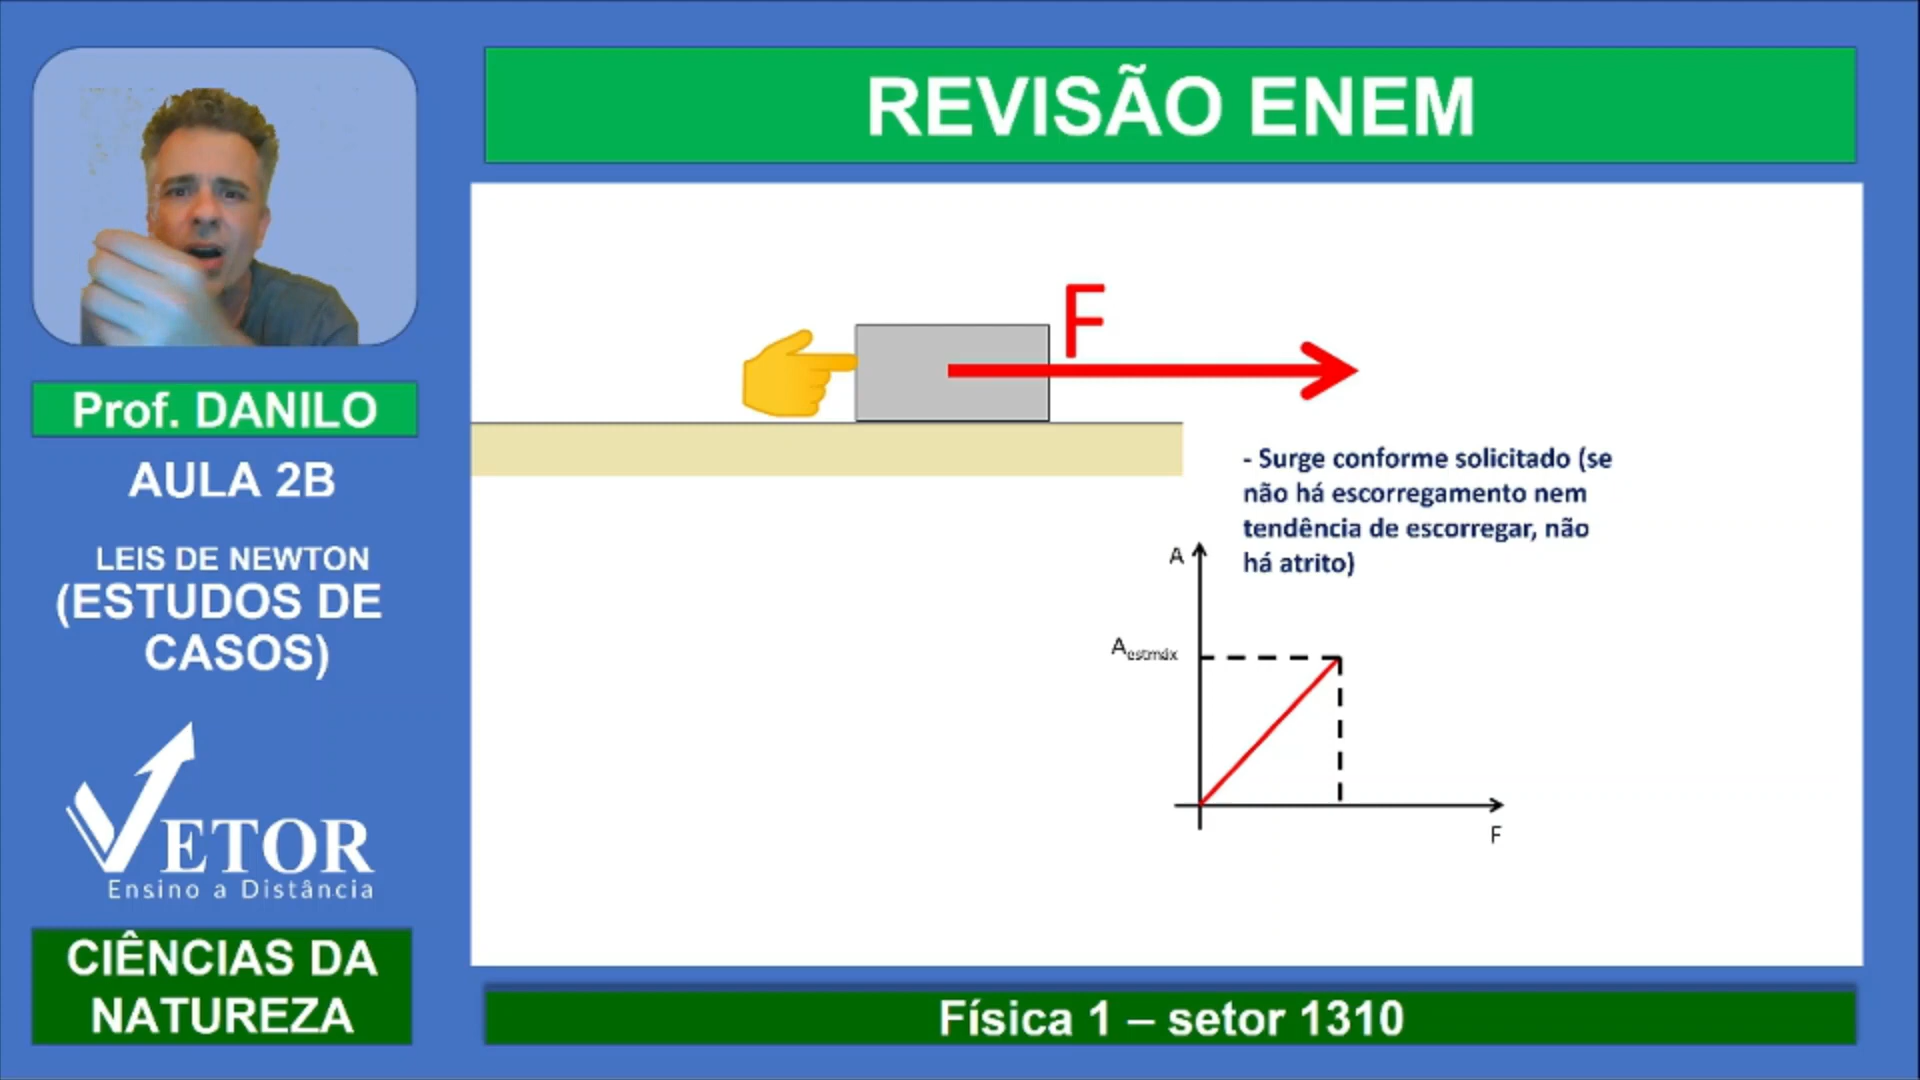 REVISÃO ENEM
Prof. DANILO
AULA 2B
LEIS DE NEWTON
(ESTUDOS DE
CASOS)
VETOR
Ensino a Distância
CIÊNCIAS DA
NATUREZA
F
- Surge conforme solicitado (se
não há escorregamento nem
tendência de escorregar, não
há atrito)
A
Aestmáx
F
Física 1 – setor 1310